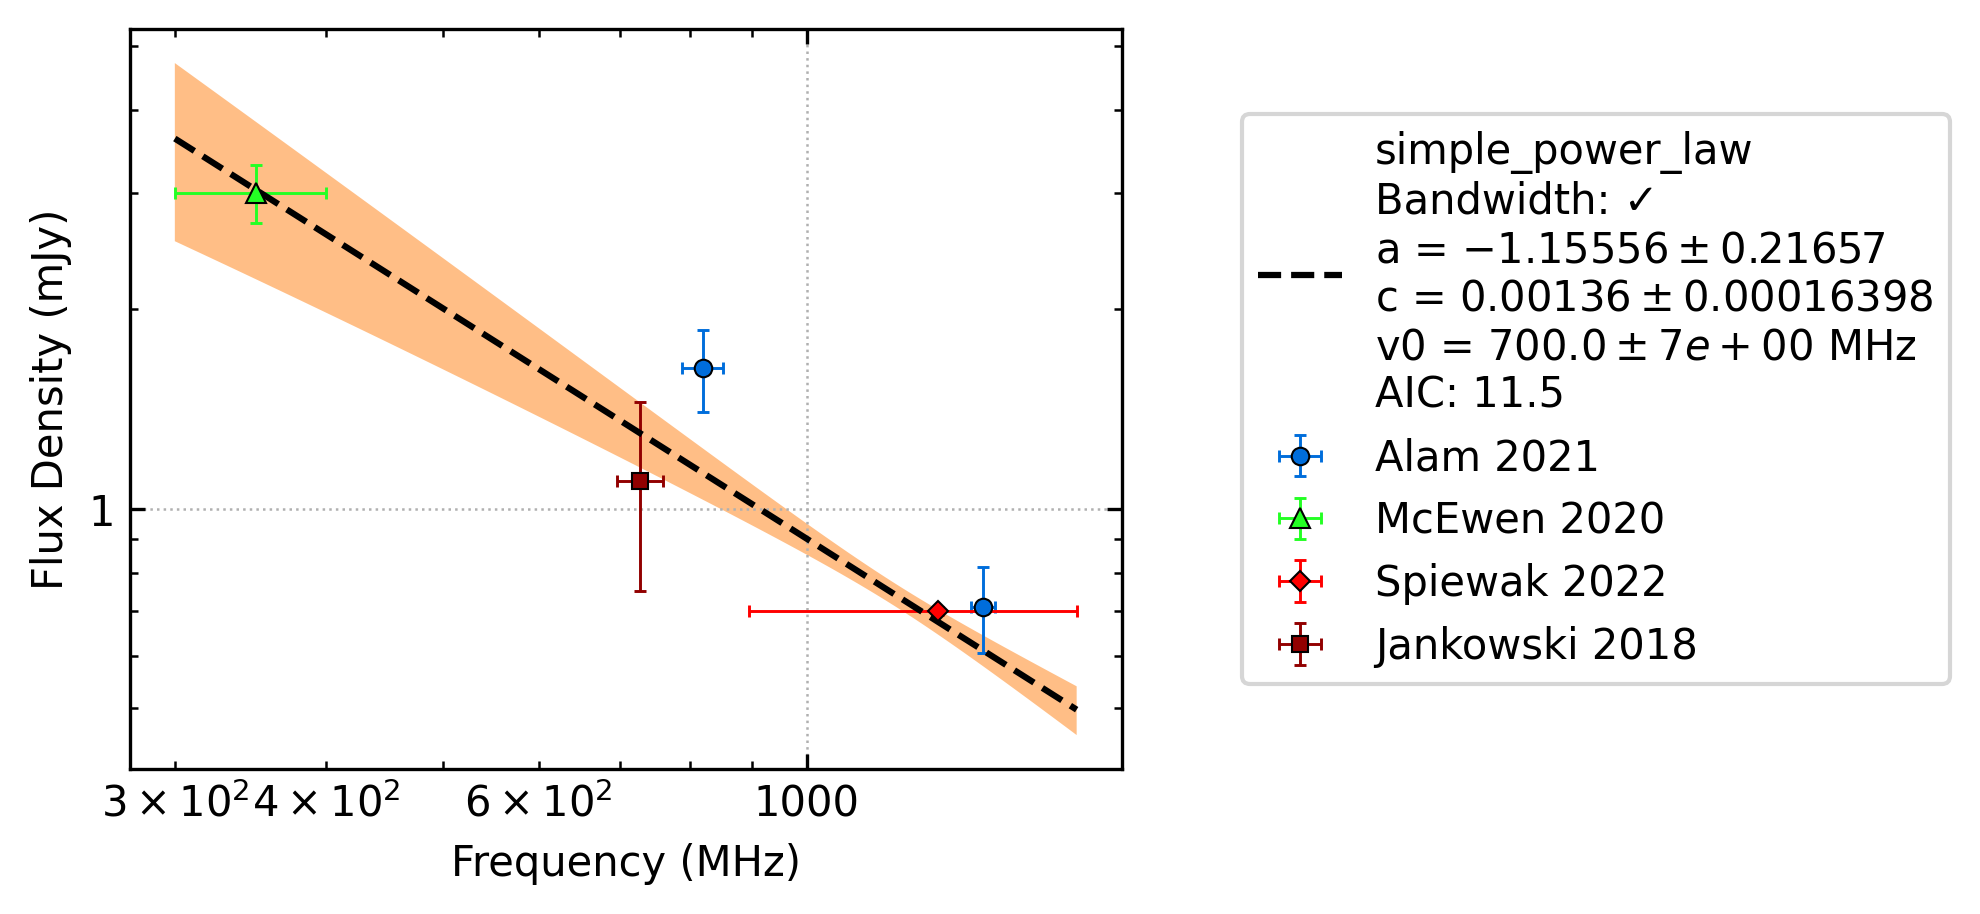 Flux Density (mJy)
1
3 × 10² 4 × 10² 6 × 10² 1000
Frequency (MHz)
simple_power_law
Bandwidth: ✓
a = −1.15556 ± 0.21657
c = 0.00136 ± 0.00016398
v0 = 700.0 ± 7e + 00 MHz
AIC: 11.5
Alam 2021
McEwen 2020
Spiewak 2022
Jankowski 2018